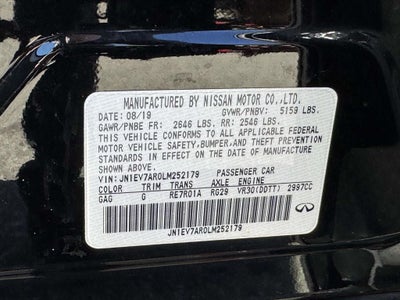 MANUFACTURED BY NISSAN MOTOR CO.,LTD.
DATE: 08/19 GVWR/PNBV: 5159 LBS.
GAWR/PNBE FR: 2646 LBS. RR: 2546 LBS.
THIS VEHICLE CONFORMS TO ALL APPLICABLE FEDERAL
MOTOR VEHICLE SAFETY,BUMPER,AND THEFT PREVENTION
STANDARDS IN EFFECT ON THE DATE OF MANUFACTURE
SHOWN ABOVE.
VIN: JN1EV7AR0LM252179 PASSENGER CAR
COLOR TRIM TRANS AXLE ENGINE
GAG G RE7R01A RG29 VR30(DDTT) 2997CC
JN1EV7AR0LM252179